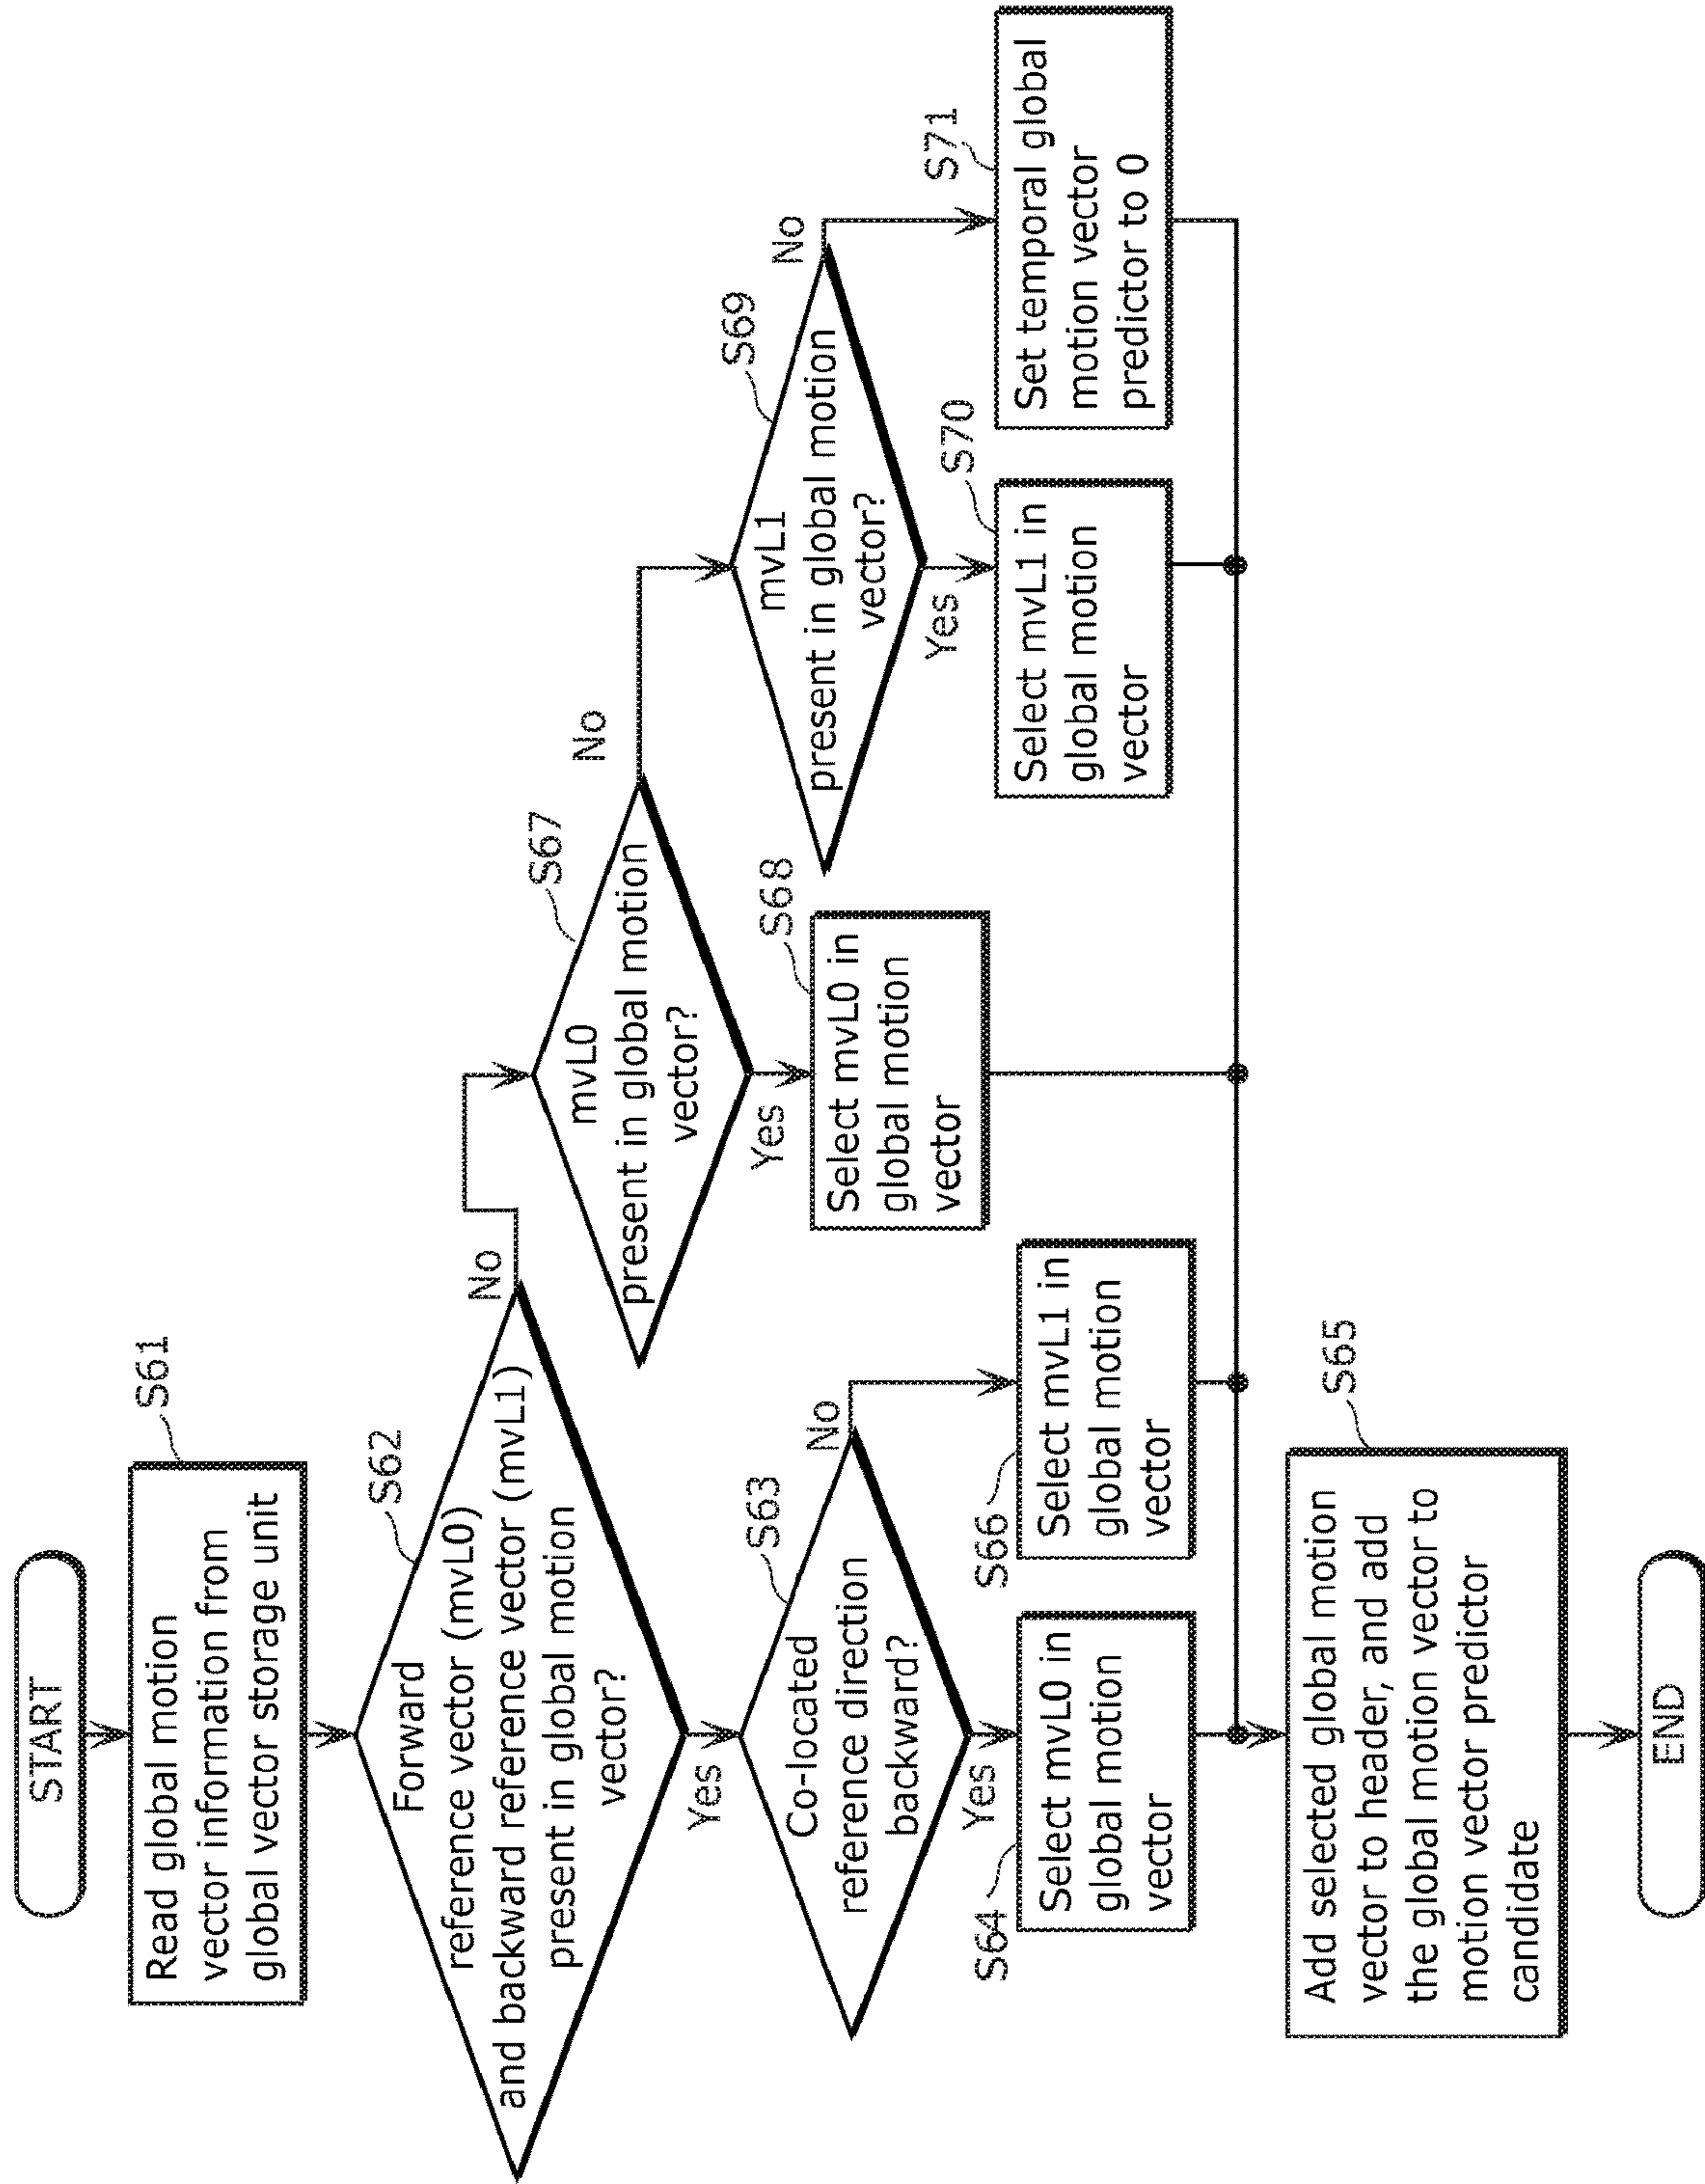 START
S61
Read global motion
vector information from
global vector storage unit
S62
Forward
reference vector (mvL0)
and backward reference vector (mvL1)
present in global motion
vector?
No
Yes
S63
Co-located
reference direction
backward?
No
Yes
S64
Select mvL0 in
global motion
vector
S66
Select mvL1 in
global motion
vector
S67
mvL0
present in global motion
vector?
No
Yes
S68
Select mvL0 in
global motion
vector
S69
mvL1
present in global motion
vector?
No
Yes
S70
Select mvL1 in
global motion
vector
S71
Set temporal global
motion vector
predictor to 0
S65
Add selected global motion
vector to header, and add
the global motion vector to
motion vector predictor
candidate
END